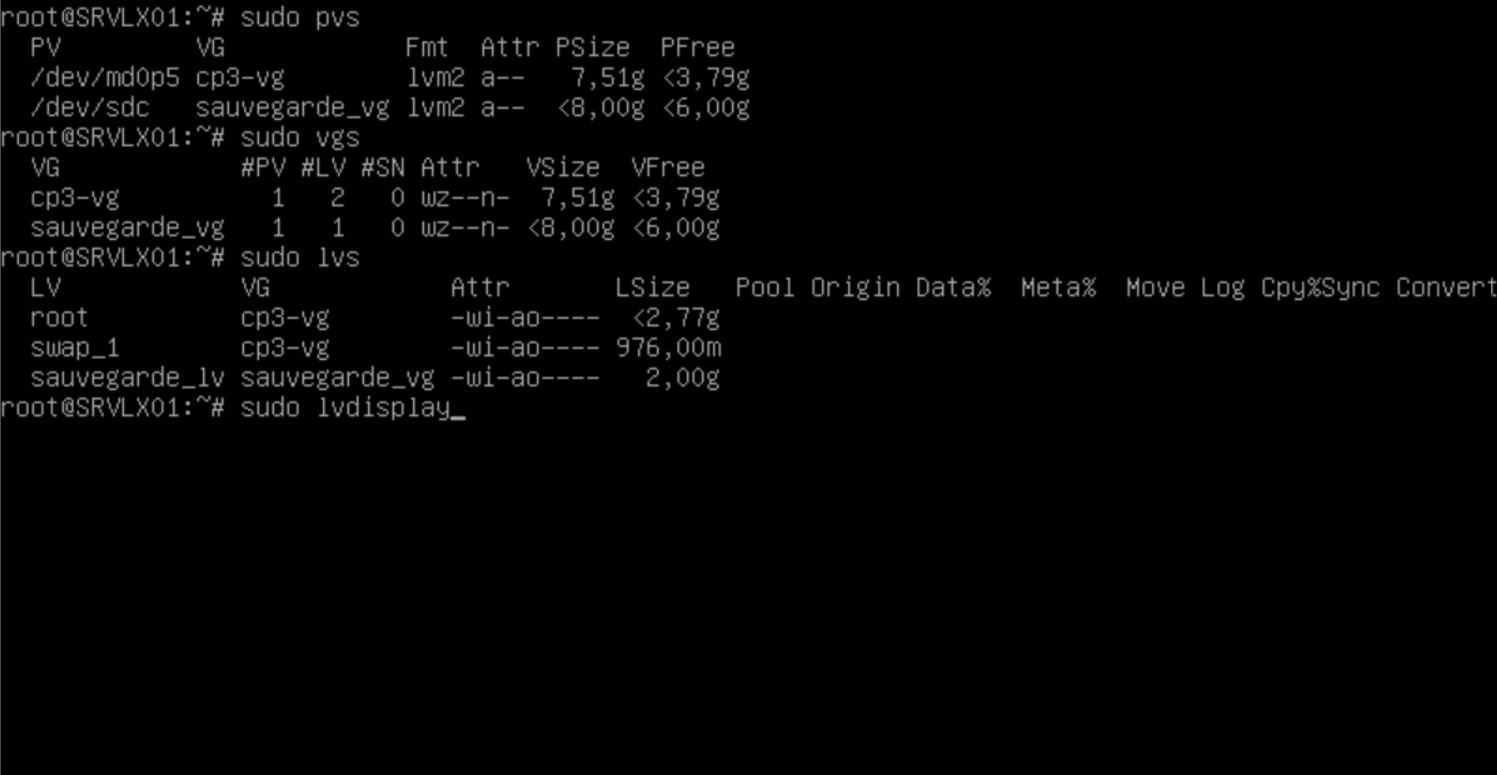 root@SRVLX01:~# sudo pvs
  PV         VG            Fmt  Attr PSize  PFree
  /dev/md0p5 cp3-vg        lvm2 a--   7,51g <3,79g
  /dev/sdc   sauvegarde_vg lvm2 a--  <8,00g <6,00g
root@SRVLX01:~# sudo vgs
  VG            #PV #LV #SN Attr   VSize  VFree
  cp3-vg          1   2   0 wz--n-  7,51g <3,79g
  sauvegarde_vg   1   1   0 wz--n- <8,00g <6,00g
root@SRVLX01:~# sudo lvs
  LV            VG            Attr       LSize   Pool Origin Data%  Meta%  Move Log Cpy%Sync Convert
  root          cp3-vg        -wi-ao----  <2,77g
  swap_1        cp3-vg        -wi-ao---- 976,00m
  sauvegarde_lv sauvegarde_vg -wi-ao----   2,00g
root@SRVLX01:~# sudo lvdisplay_